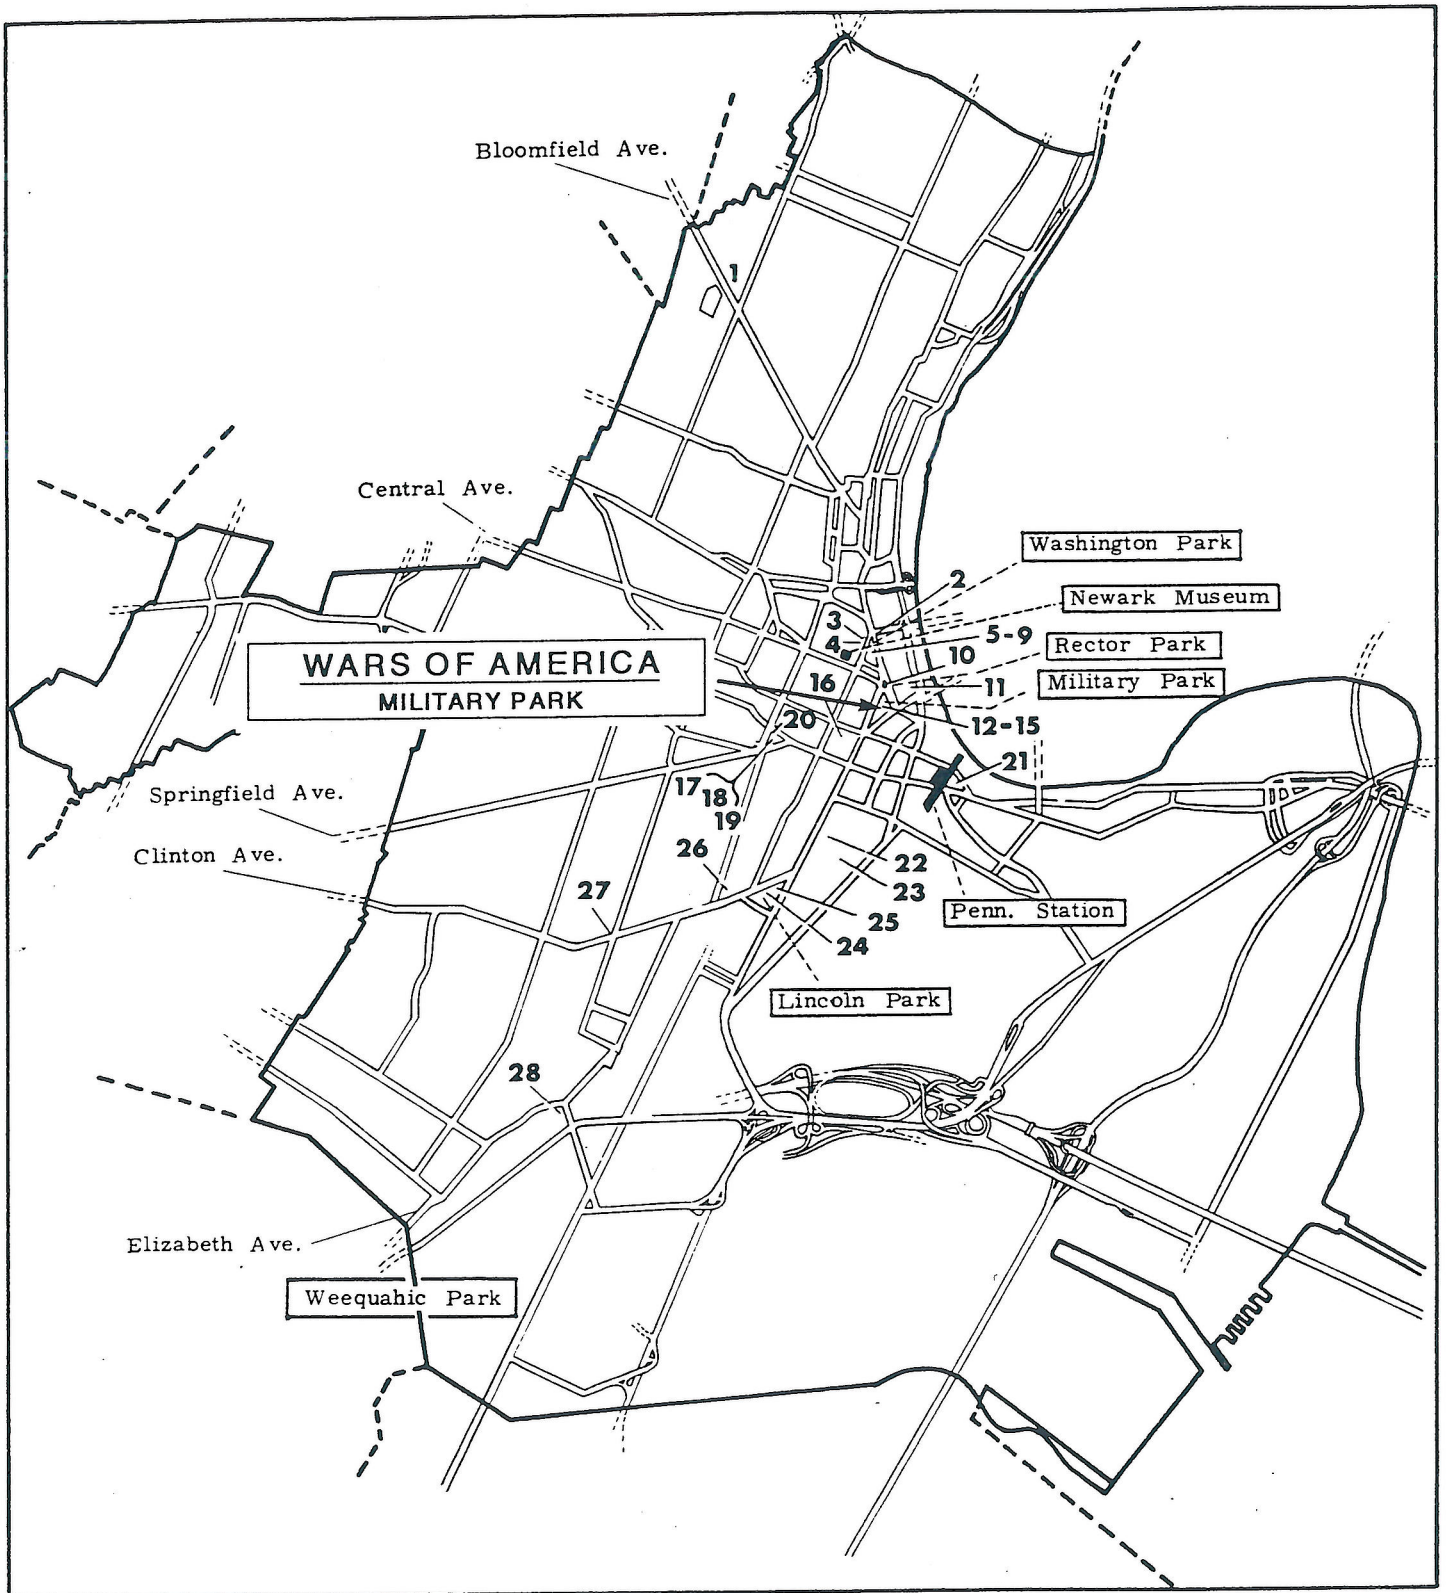 Bloomfield Ave.
1
Central Ave.
Washington Park
2
Newark Museum
3
4
5-9
Rector Park
10
WARS OF AMERICA
MILITARY PARK
16
11
Military Park
20
12-15
21
17
18
19
Springfield Ave.
Clinton Ave.
26
22
27
23
25
Penn. Station
24
Lincoln Park
28
Elizabeth Ave.
Weequahic Park